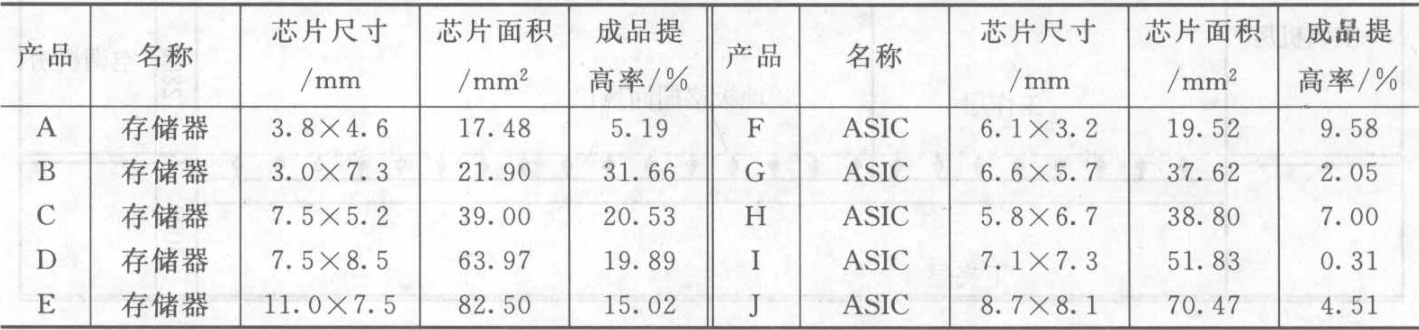 产品 名称 芯片尺寸/mm 芯片面积/mm² 成品提高率/% 产品 名称 芯片尺寸/mm 芯片面积/mm² 成品提高率/%
A 存储器 3.8×4.6 17.48 5.19 F ASIC 6.1×3.2 19.52 9.58
B 存储器 3.0×7.3 21.90 31.66 G ASIC 6.6×5.7 37.62 2.05
C 存储器 7.5×5.2 39.00 20.53 H ASIC 5.8×6.7 38.80 7.00
D 存储器 7.5×8.5 63.97 19.89 I ASIC 7.1×7.3 51.83 0.31
E 存储器 11.0×7.5 82.50 15.02 J ASIC 8.7×8.1 70.47 4.51